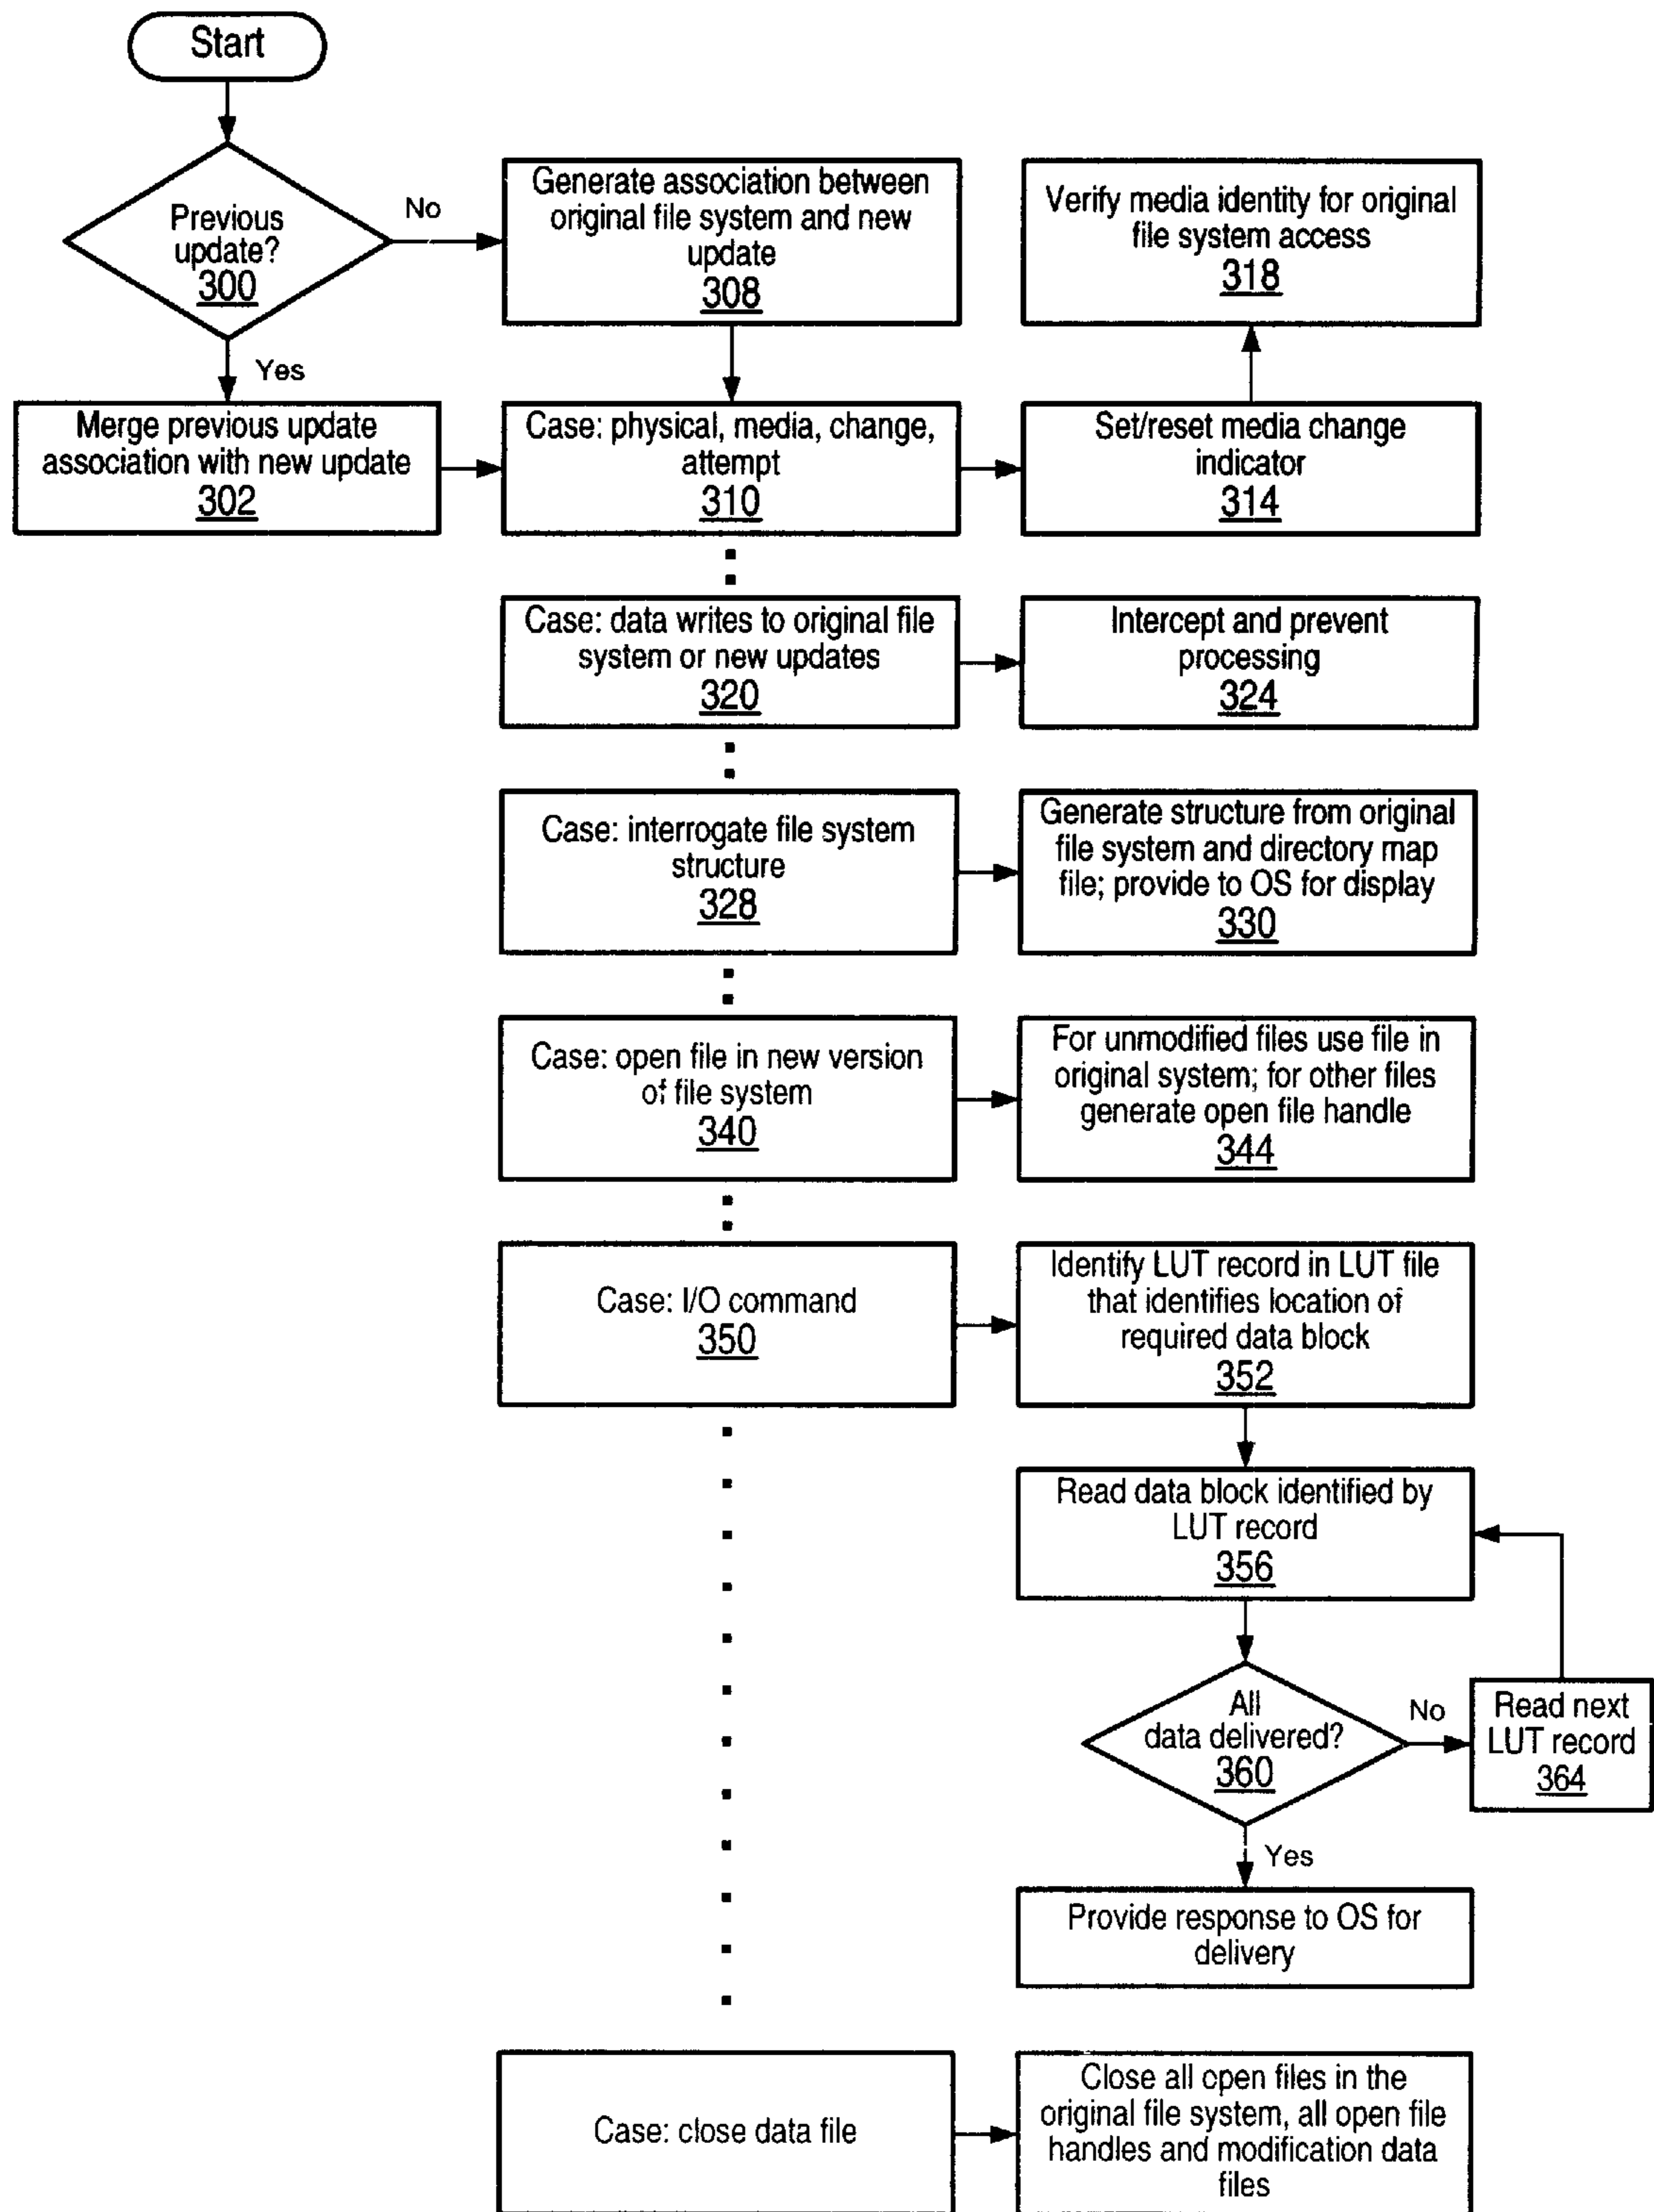 Start
Previous
update?
300
No
Yes
Generate association between
original file system and new
update
308
Verify media identity for original
file system access
318
Merge previous update
association with new update
302
Case: physical, media, change,
attempt
310
Set/reset media change
indicator
314
Case: data writes to original file
system or new updates
320
Intercept and prevent
processing
324
Case: interrogate file system
structure
328
Generate structure from original
file system and directory map
file; provide to OS for display
330
Case: open file in new version
of file system
340
For unmodified files use file in
original system; for other files
generate open file handle
344
Case: I/O command
350
Identify LUT record in LUT file
that identifies location of
required data block
352
Read data block identified by
LUT record
356
All
data delivered?
360
No
Read next
LUT record
364
Yes
Provide response to OS for
delivery
Case: close data file
Close all open files in the
original file system, all open file
handles and modification data
files